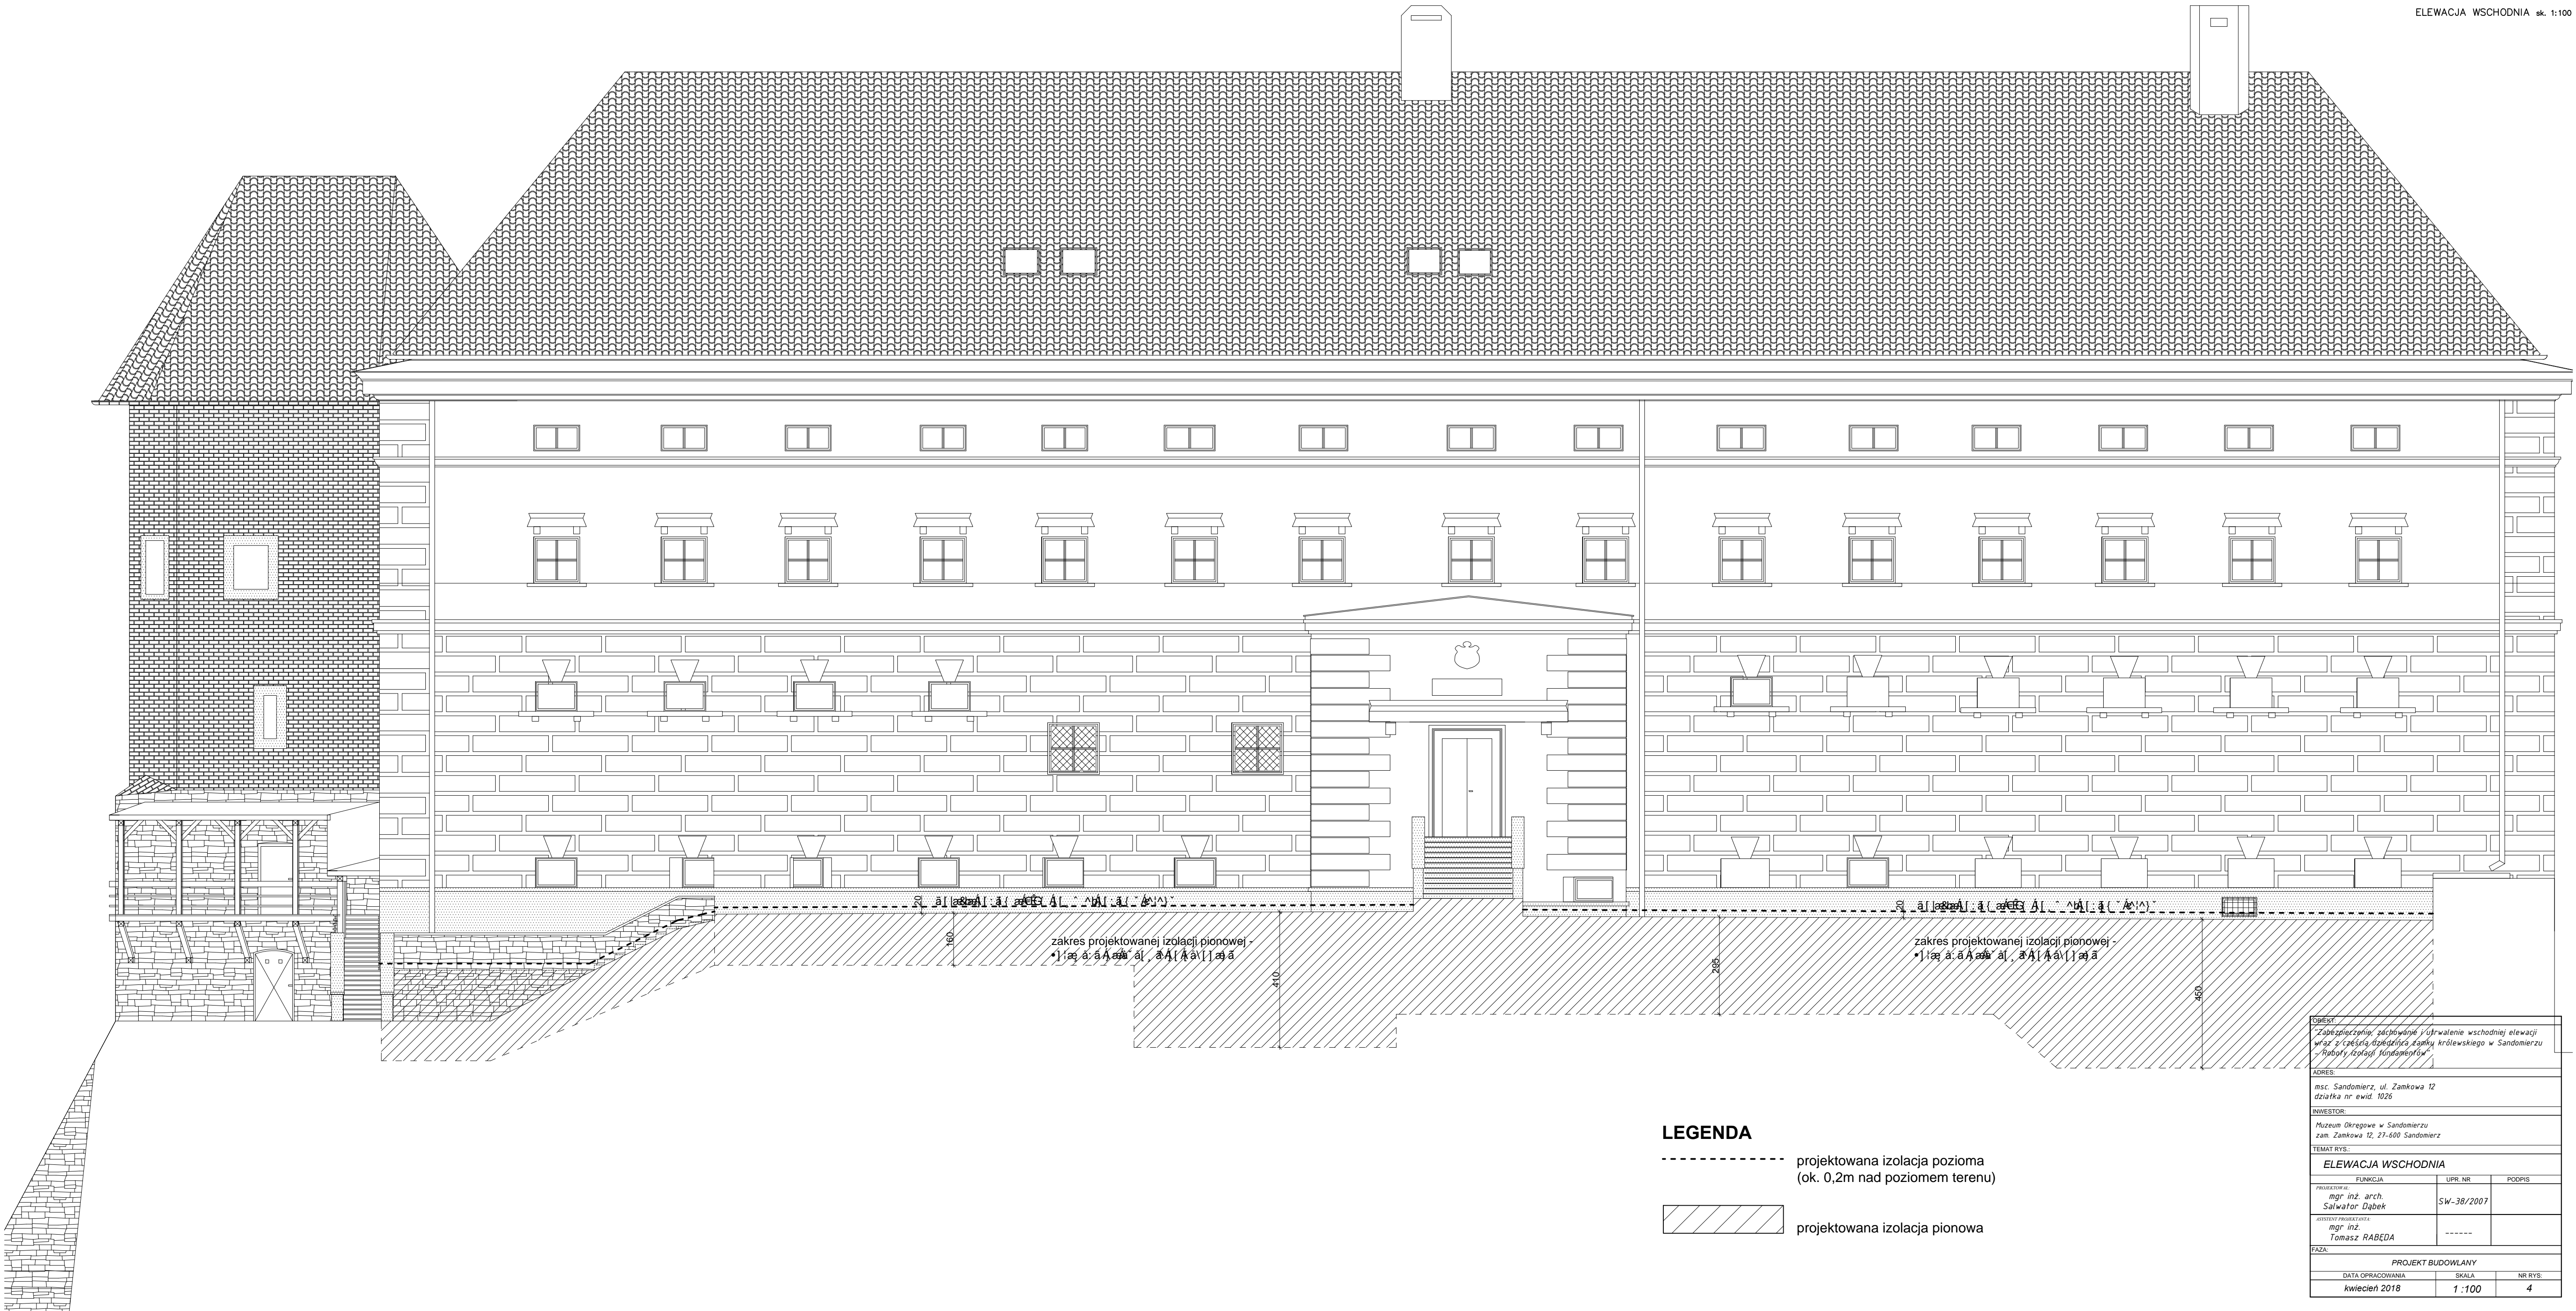 ELEWACJA WSCHODNIA sk. 1:100
20
160
zakres projektowanej izolacji pionowej -
410
295
20
zakres projektowanej izolacji pionowej -
450
LEGENDA
projektowana izolacja pozioma
(ok. 0,2m nad poziomem terenu)
projektowana izolacja pionowa
OBIEKT:
"Zabezpieczenie, zachowanie i utrwalenie wschodniej elewacji
wraz z częścią dziedzińca zamku królewskiego w Sandomierzu
- Roboty izolacji fundamentów"
ADRES:
msc. Sandomierz, ul. Zamkowa 12
działka nr ewid. 1026
INWESTOR:
Muzeum Okręgowe w Sandomierzu
zam. Zamkowa 12, 27-600 Sandomierz
TEMAT RYS.:
ELEWACJA WSCHODNIA
FUNKCJA UPR. NR PODPIS
PROJEKTOWAŁ:
mgr inż. arch.
Salwator Dąbek SW-38/2007
ASYSTENT PROJEKTANTA
mgr inż.
Tomasz RABĘDA ------
FAZA:
PROJEKT BUDOWLANY
DATA OPRACOWANIA SKALA NR RYS:
kwiecień 2018 1 :100 4